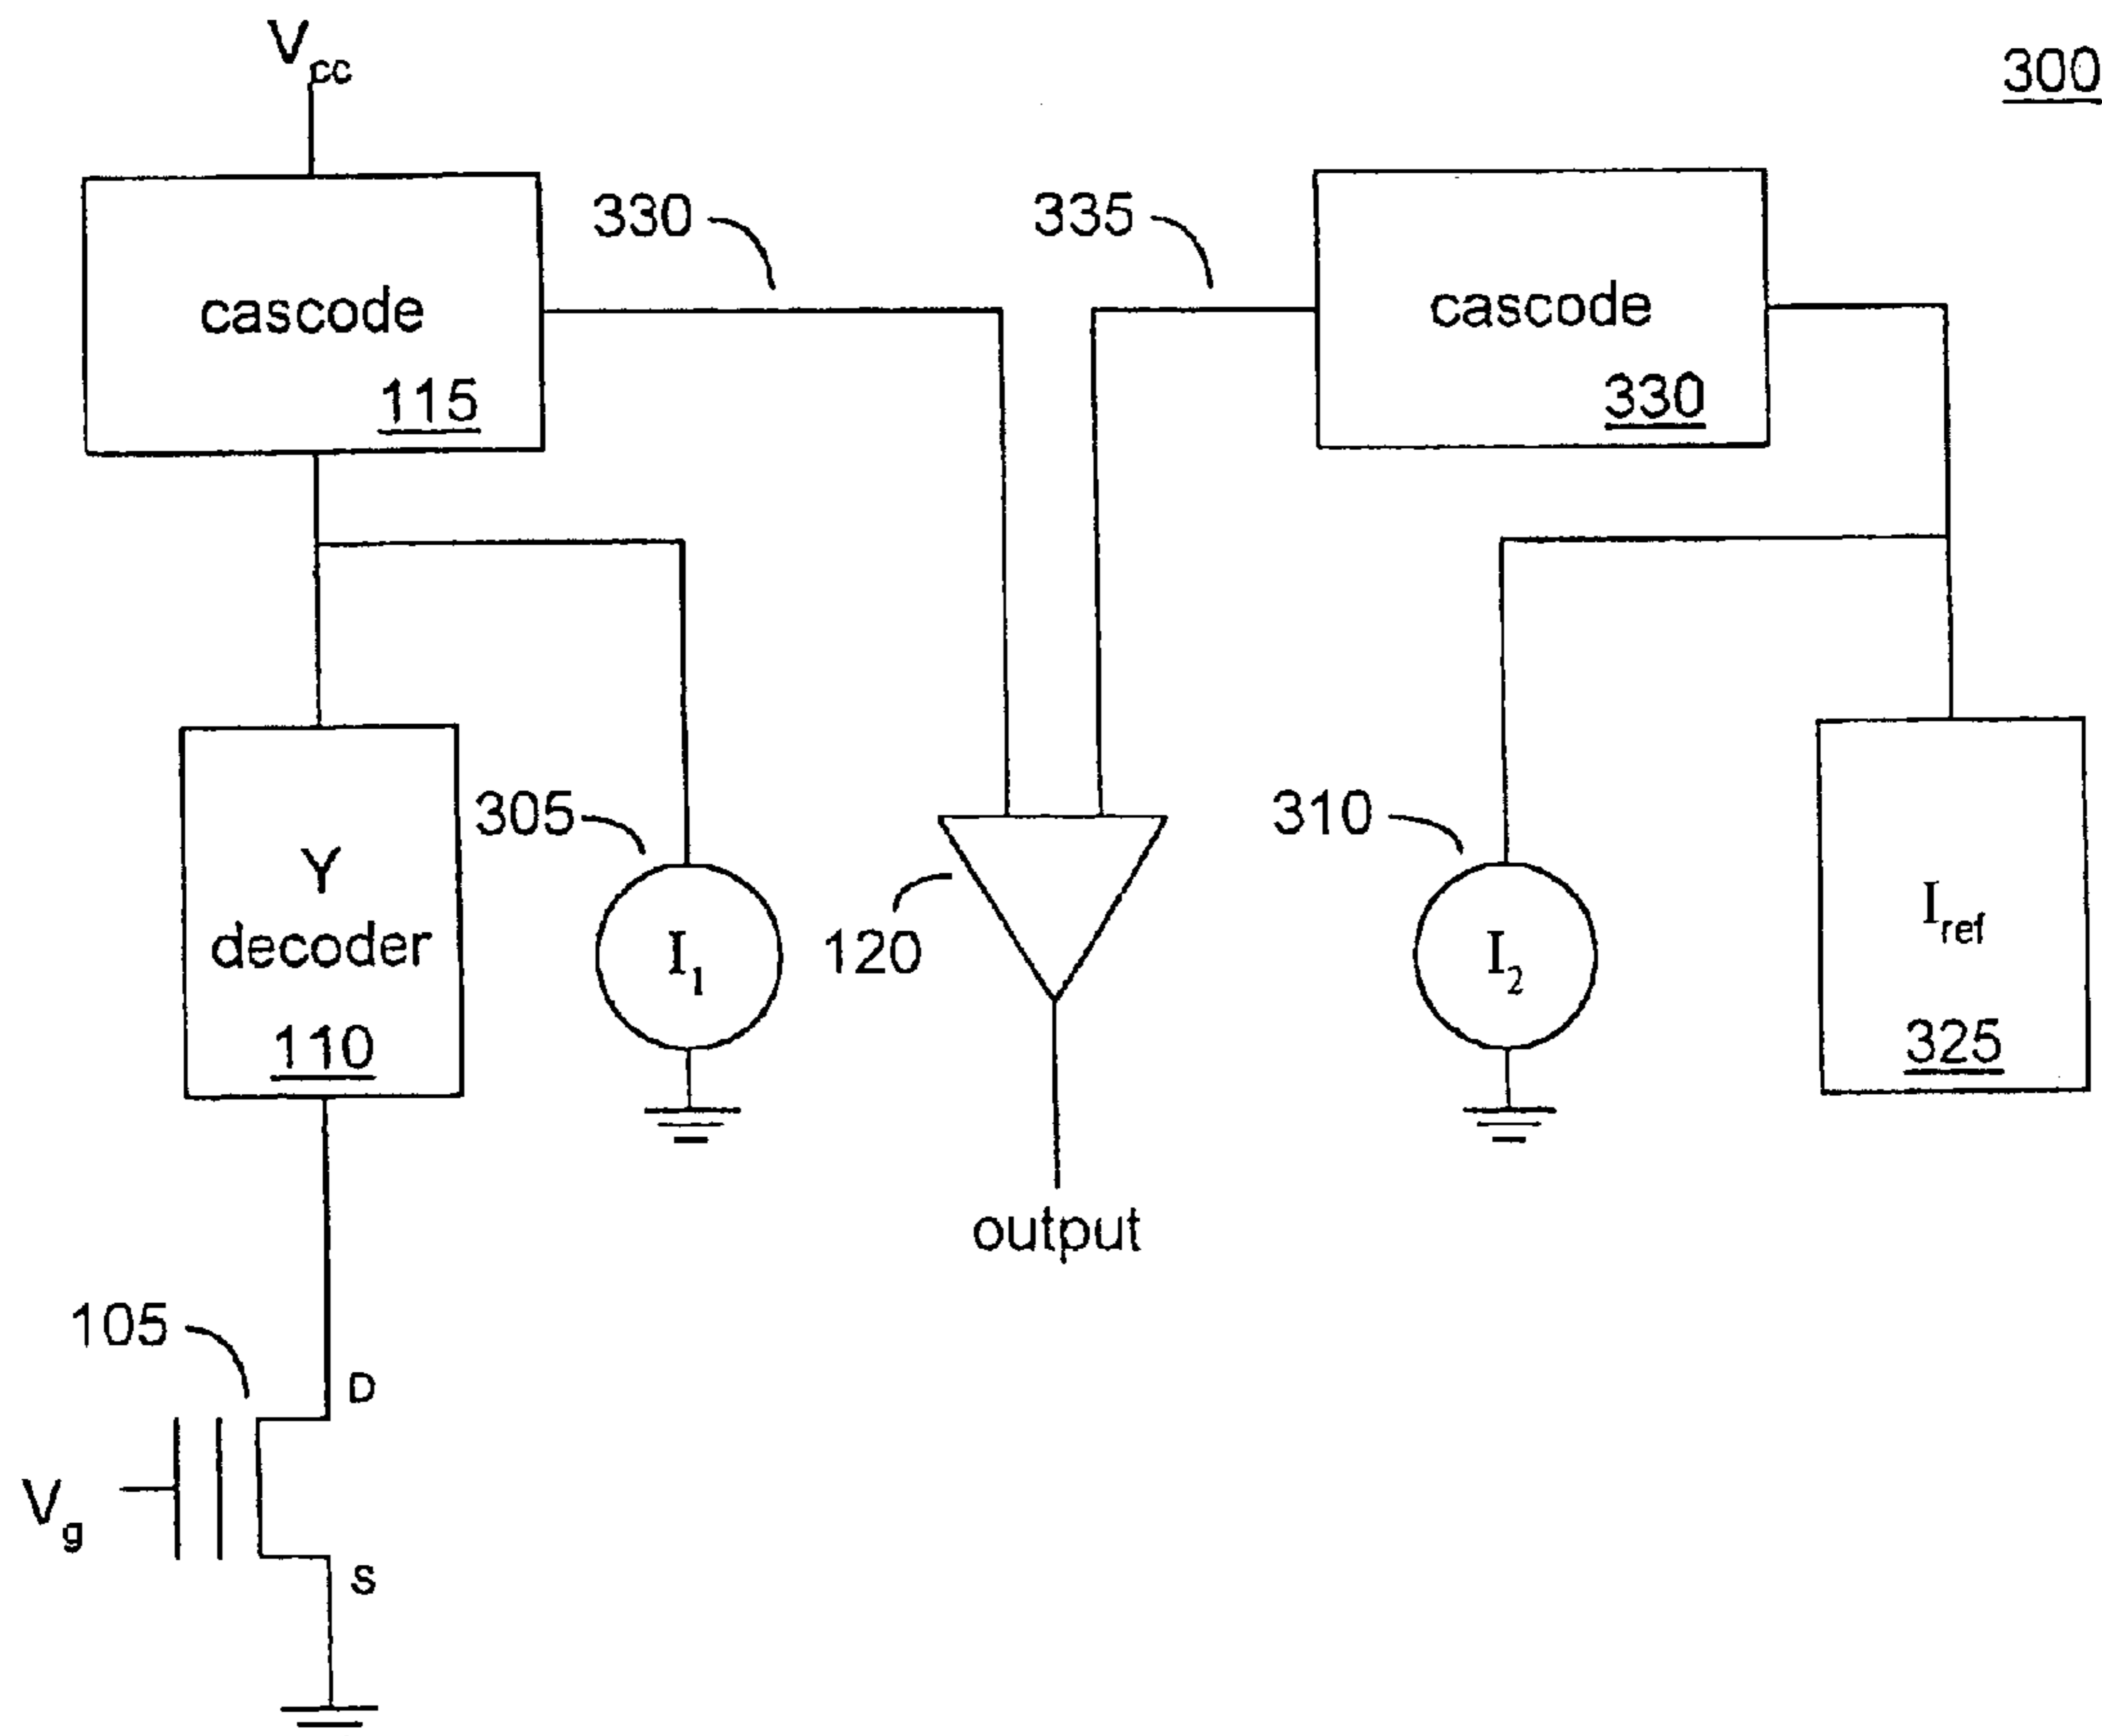 Vcc
300
330
335
cascode
115
cascode
330
305
310
Y
decoder
110
I1
120
I2
Iref
325
output
105
D
Vg
S